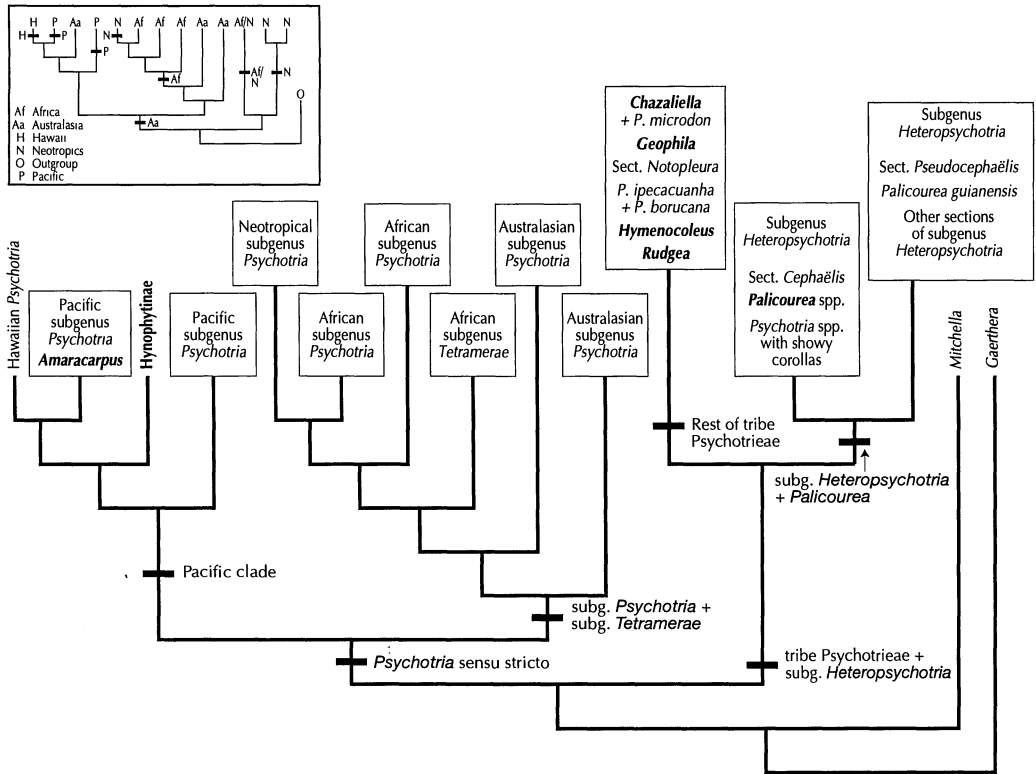 H P Aa P N Af Af Af Aa Aa Af/N N N
H P N
P
Af
Af/
N
N
O
Aa
Af Africa
Aa Australasia
H Hawaii
N Neotropics
O Outgroup
P Pacific
Hawaiian Psychotria
Pacific
subgenus
Psychotria
Amaracarpus
Hynophytinae
Pacific
subgenus
Psychotria
Neotropical
subgenus
Psychotria
African
subgenus
Psychotria
African
subgenus
Psychotria
African
subgenus
Tetramerae
Australasian
subgenus
Psychotria
Australasian
subgenus
Psychotria
Chazaliella
+ P. microdon
Geophila
Sect. Notopleura
P. ipecacuanha
+ P. borucana
Hymenocoleus
Rudgea
Subgenus
Heteropsychotria
Sect. Cephaëlis
Palicourea spp.
Psychotria spp.
with showy
corollas
Subgenus
Heteropsychotria
Sect. Pseudocephaëlis
Palicourea guianensis
Other sections
of subgenus
Heteropsychotria
Mitchella
Gaerthera
Rest of tribe
Psychotrieae
subg. Heteropsychotria
+ Palicourea
Pacific clade
subg. Psychotria +
subg. Tetramerae
Psychotria sensu stricto
tribe Psychotrieae +
subg. Heteropsychotria